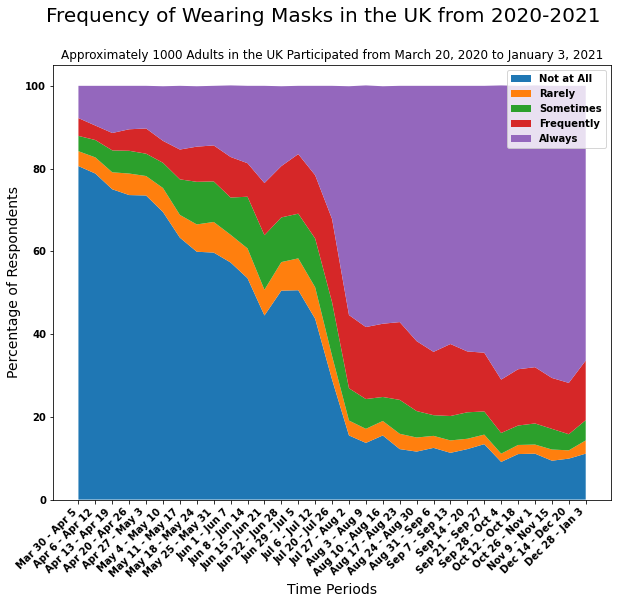 Frequency of Wearing Masks in the UK from 2020-2021
Approximately 1000 Adults in the UK Participated from March 20, 2020 to January 3, 2021
Not at All
Rarely
Sometimes
Frequently
Always
Percentage of Respondents
100
80
60
40
20
0
Mar 30 - Apr 5
Apr 6 - Apr 12
Apr 13 - Apr 19
Apr 20 - Apr 26
Apr 27 - May 3
May 4 - May 10
May 11 - May 17
May 18 - May 24
May 25 - May 31
Jun 1 - Jun 7
Jun 8 - Jun 14
Jun 15 - Jun 21
Jun 22 - Jun 28
Jun 29 - Jul 5
Jul 6 - Jul 12
Jul 20 - Jul 26
Jul 27 - Aug 2
Aug 3 - Aug 9
Aug 10 - Aug 16
Aug 17 - Aug 23
Aug 24 - Aug 30
Aug 31 - Sep 6
Sep 7 - Sep 13
Sep 14 - 20
Sep 21 - Sep 27
Sep 28 - Oct 4
Oct 12 - Oct 18
Oct 26 - Nov 1
Nov 9 - Nov 15
Dec 14 - Dec 20
Dec 28 - Jan 3
Time Periods